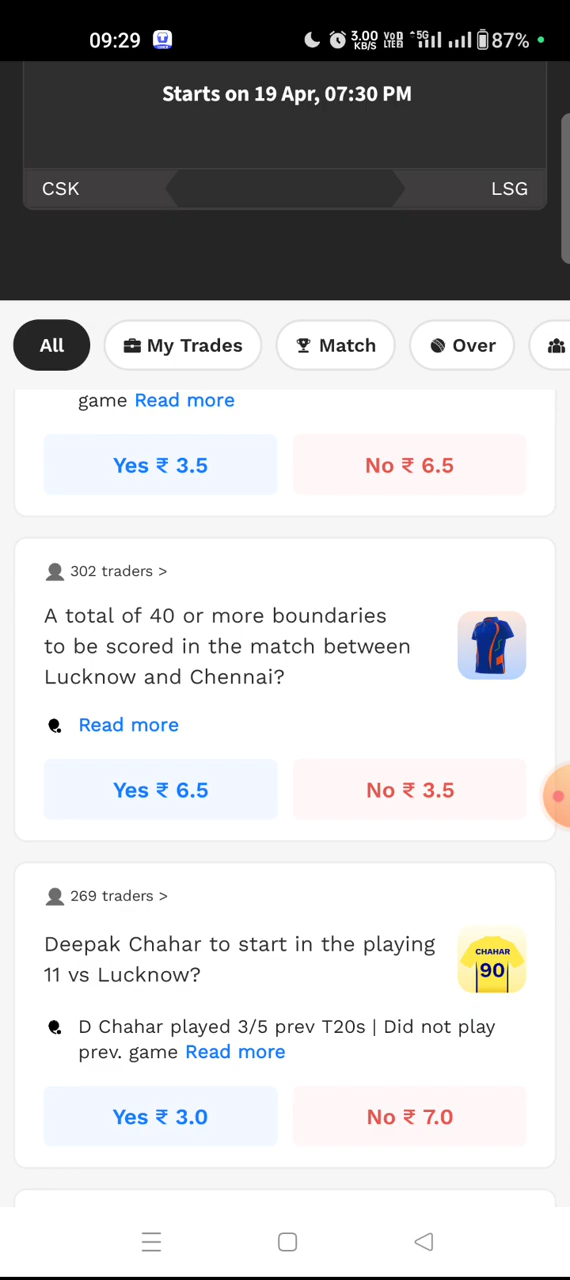 09:29
3.00 KB/S VoD LTE2 5G 87%
Starts on 19 Apr, 07:30 PM
CSK LSG
All My Trades Match Over
game Read more
Yes ₹ 3.5 No ₹ 6.5
302 traders >
A total of 40 or more boundaries
to be scored in the match between
Lucknow and Chennai?
Read more
Yes ₹ 6.5 No ₹ 3.5
269 traders >
Deepak Chahar to start in the playing
11 vs Lucknow?
CHAHAR
90
D Chahar played 3/5 prev T20s | Did not play
prev. game Read more
Yes ₹ 3.0 No ₹ 7.0